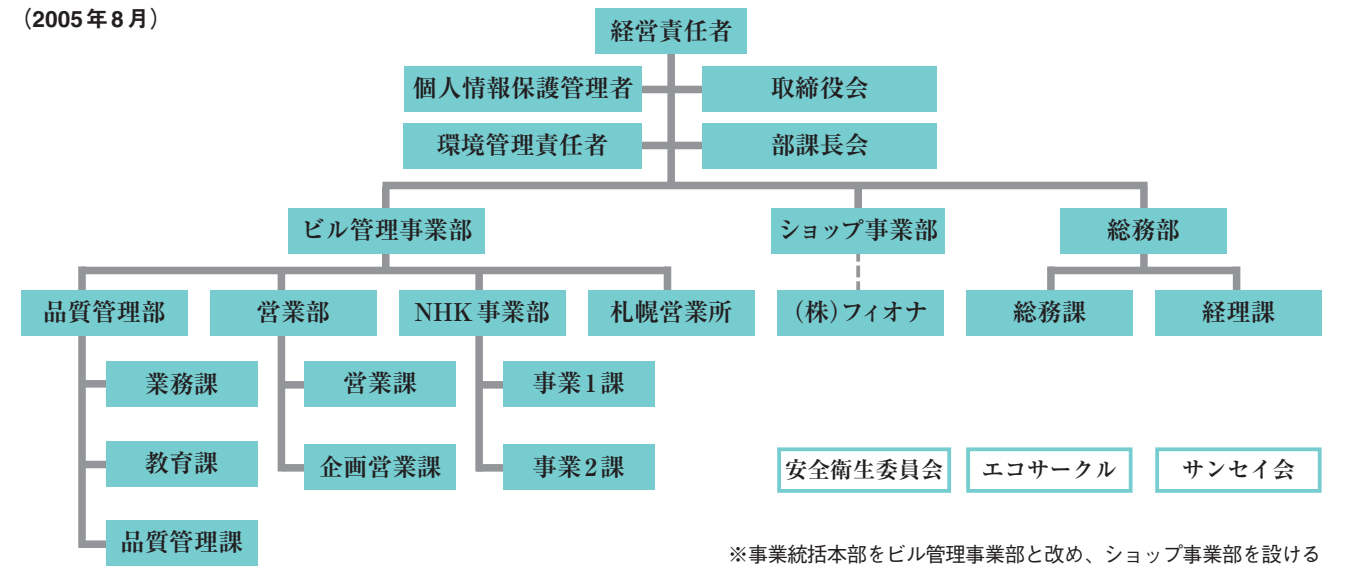 （2005年8月）
経営責任者
個人情報保護管理者
取締役会
環境管理責任者
部課長会
ビル管理事業部
ショップ事業部
総務部
品質管理部
営業部
NHK事業部
札幌営業所
（株）フィオナ
総務課
経理課
業務課
営業課
事業1課
教育課
企画営業課
事業2課
安全衛生委員会
エコサークル
サンセイ会
品質管理課
※事業統括本部をビル管理事業部と改め、ショップ事業部を設ける